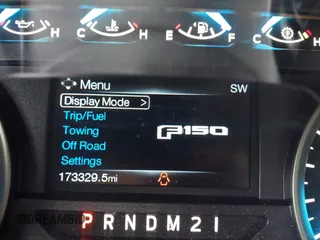 H C H E F C H
Menu SW
Display Mode >
Trip/Fuel
Towing F150
Off Road
Settings
173329.5mi
P R N D M 2 1